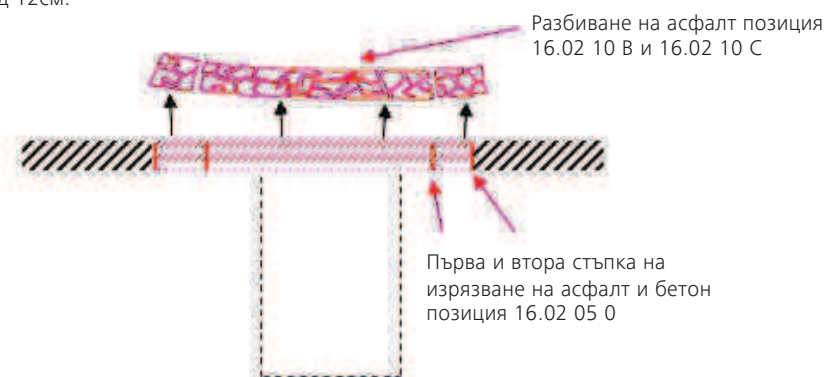 12см.
Разбиване на асфалт позиция
16.02 10 В и 16.02 10 С
Първа и втора стъпка на
изрязване на асфалт и бетон
позиция 16.02 05 0